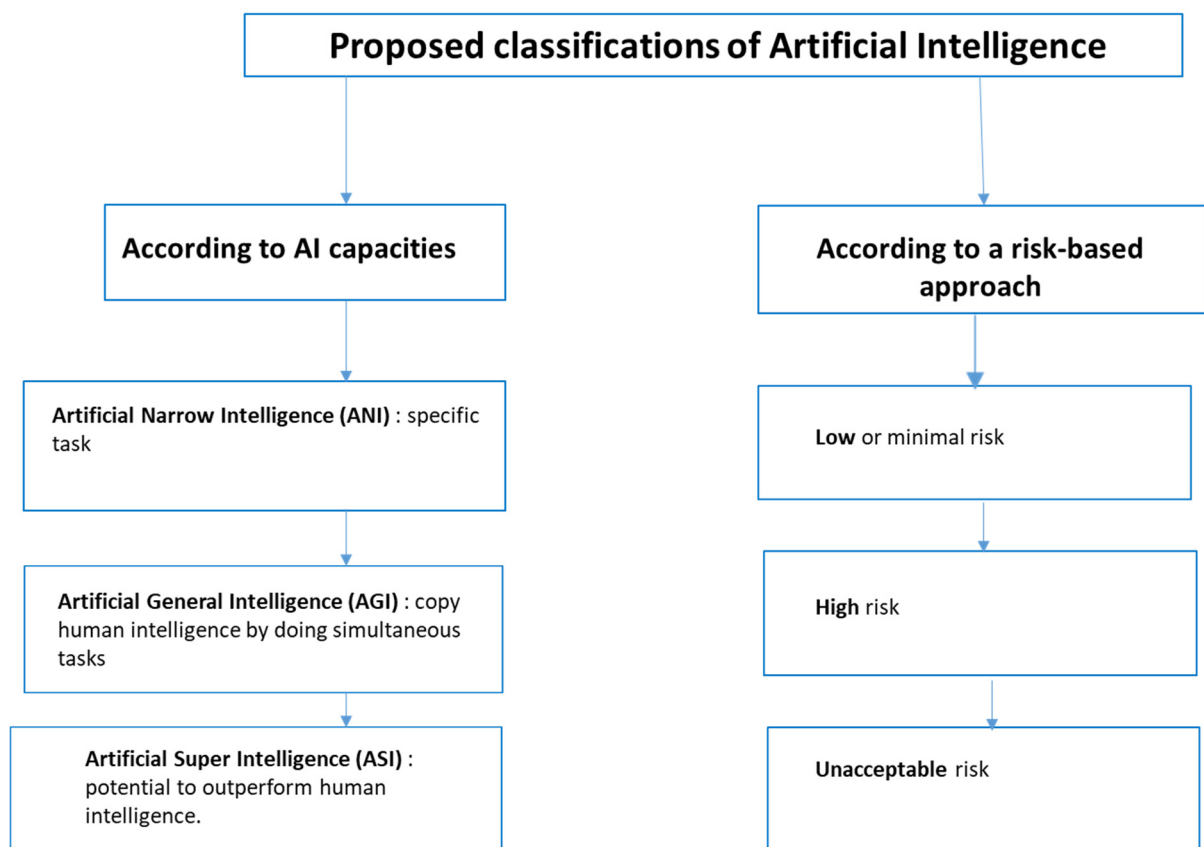 Proposed classifications of Artificial Intelligence
According to AI capacities
Artificial Narrow Intelligence (ANI) : specific
task
Artificial General Intelligence (AGI) : copy
human intelligence by doing simultaneous
tasks
Artificial Super Intelligence (ASI) :
potential to outperform human
intelligence.
According to a risk-based
approach
Low or minimal risk
High risk
Unacceptable risk